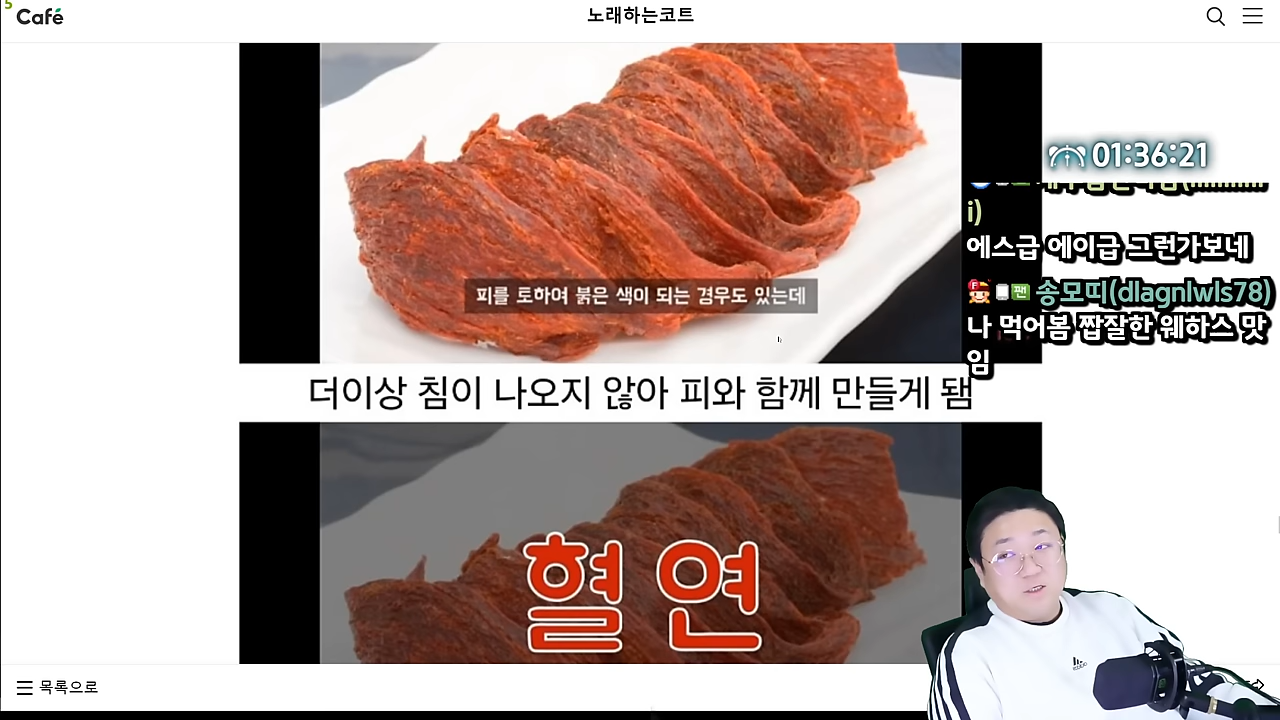 5
Café
노래하는코트
01:36:21
i)
에스급 에이급 그런가보네
송모띠(dlagnlwls78)
나 먹어봄 짭잘한 웨하스 맛
임
피를 토하여 붉은 색이 되는 경우도 있는데
더이상 침이 나오지 않아 피와 함께 만들게 됌
혈연
목록으로